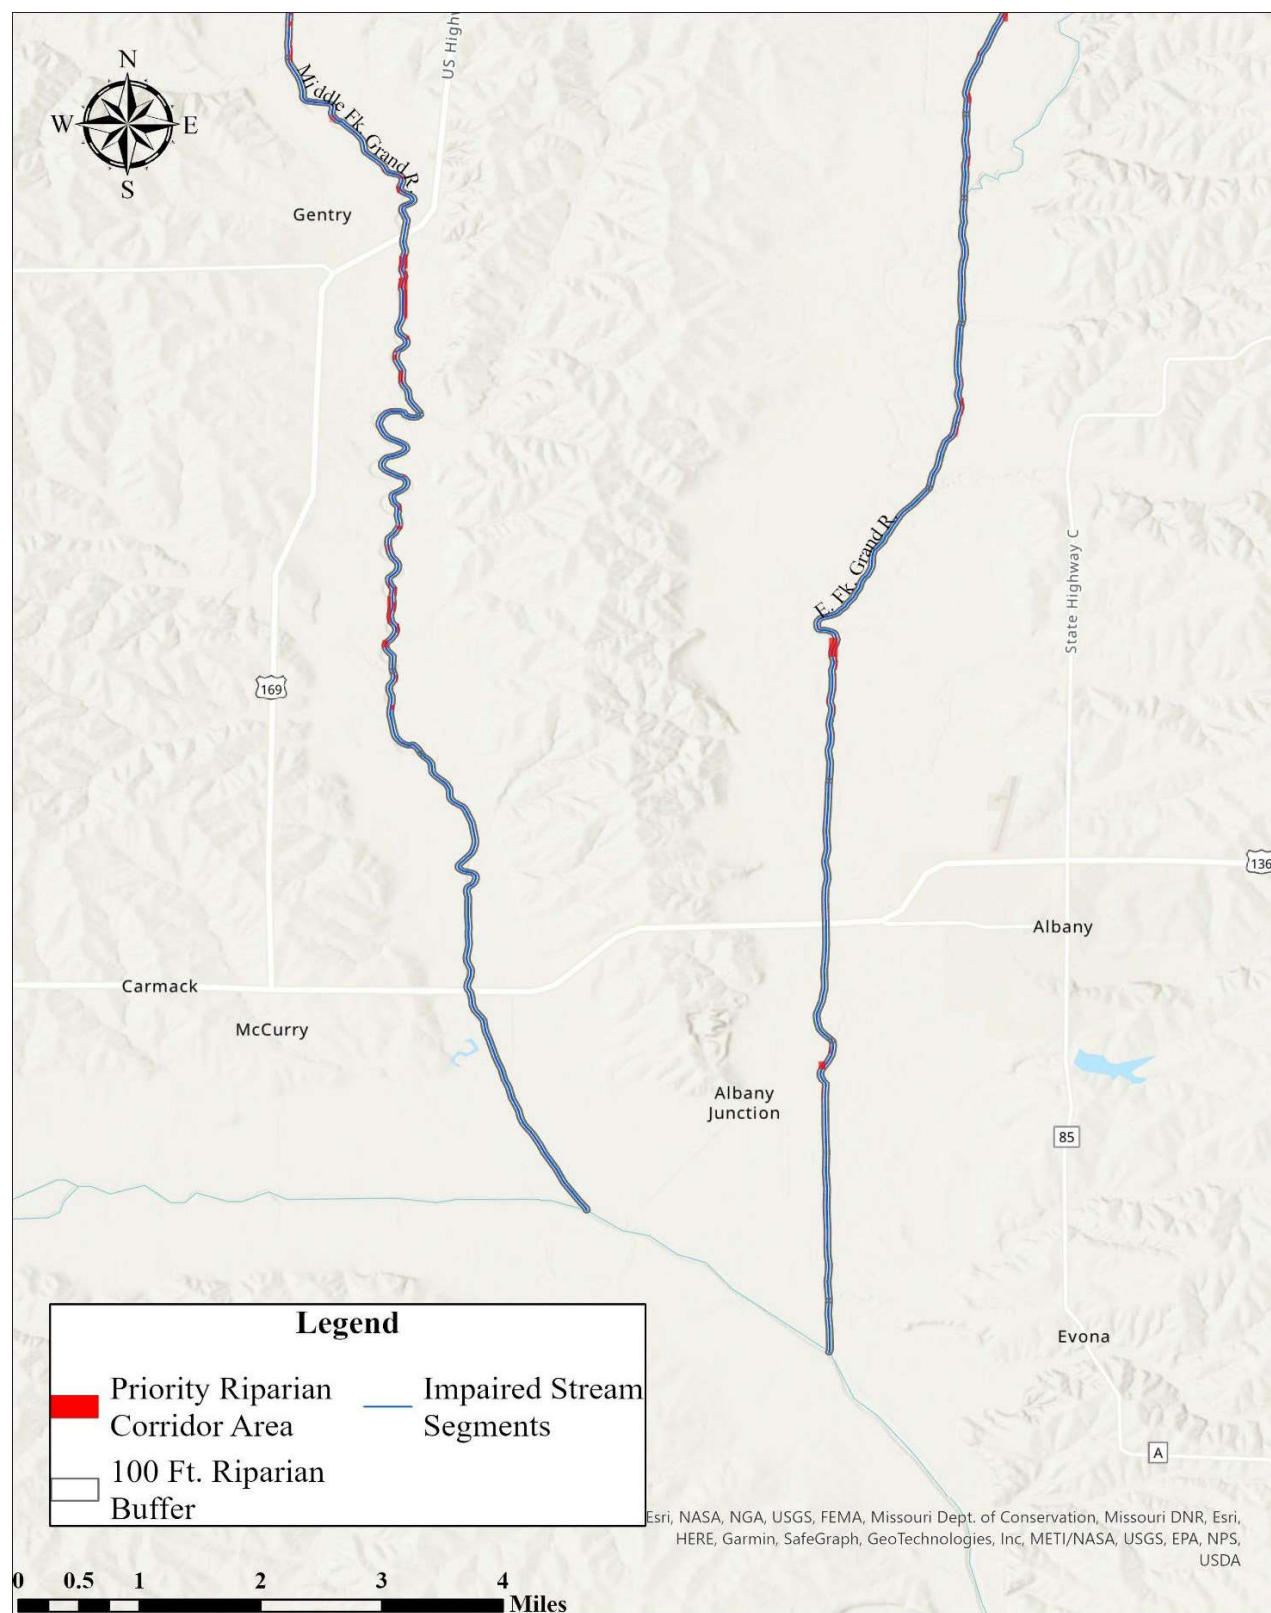 N
W E
S
US Highw
Middle Fk. Grand R.
Gentry
E. Fk. Grand R.
State Highway C
169
136
Albany
Carmack
McCurry
Albany
Junction
85
Evona
A
Legend
Priority Riparian
Corridor Area
Impaired Stream
Segments
100 Ft. Riparian
Buffer
Esri, NASA, NGA, USGS, FEMA, Missouri Dept. of Conservation, Missouri DNR, Esri,
HERE, Garmin, SafeGraph, GeoTechnologies, Inc, METI/NASA, USGS, EPA, NPS,
USDA
0 0.5 1 2 3 4
Miles